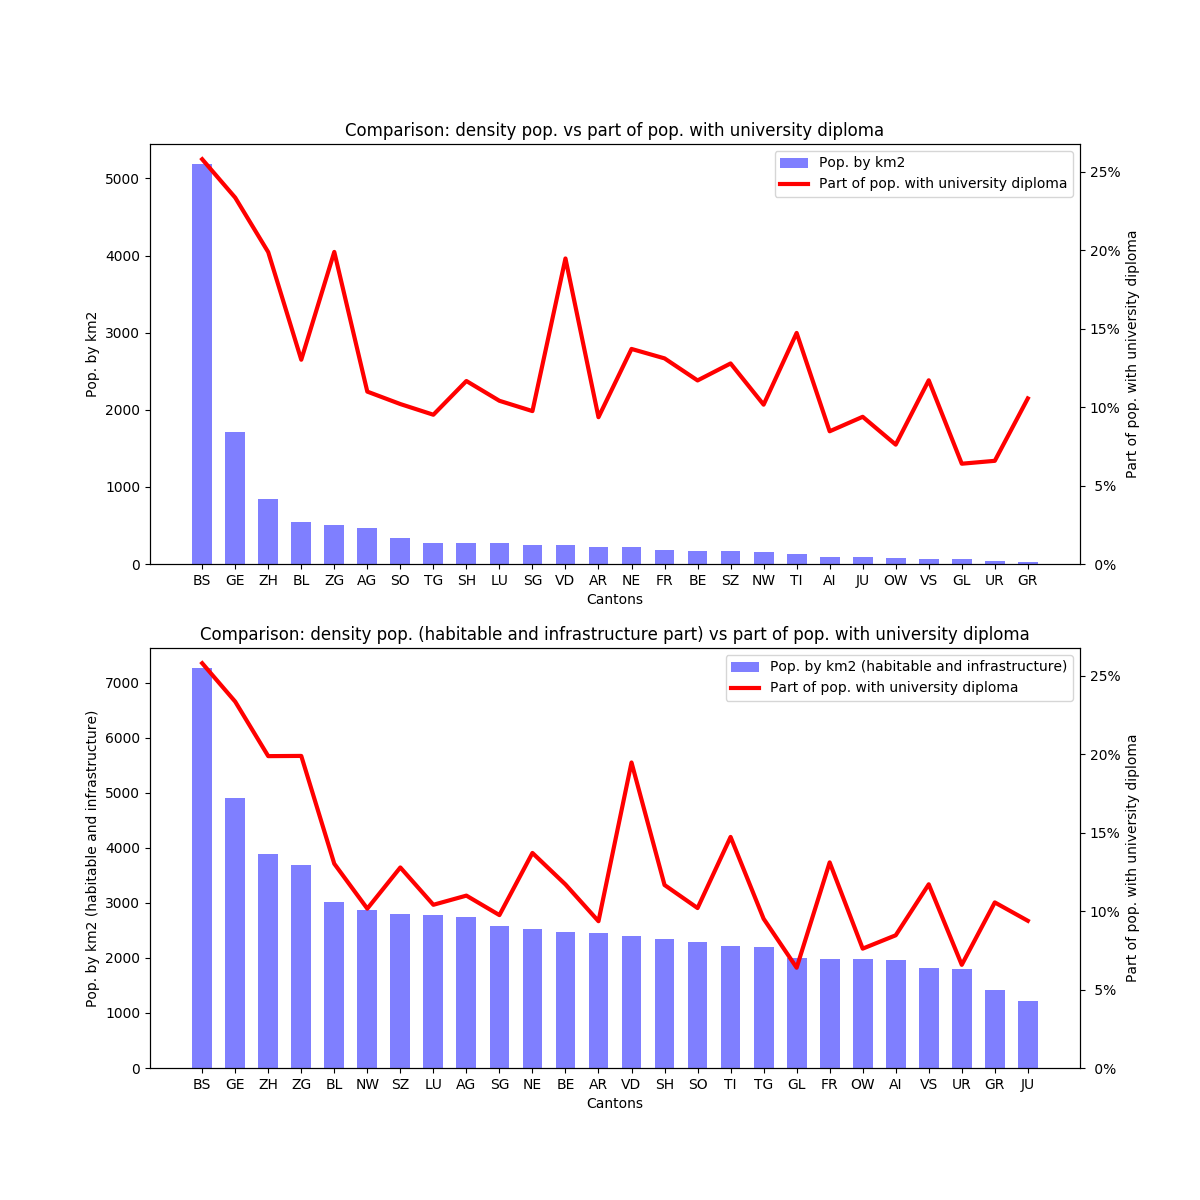 Comparison: density pop. vs part of pop. with university diploma
Pop. by km2
Part of pop. with university diploma
5000
4000
3000
2000
1000
0
Pop. by km2
25%
20%
15%
10%
5%
0%
Part of pop. with university diploma
BS GE ZH BL ZG AG SO TG SH LU SG VD AR NE FR BE SZ NW TI AI JU OW VS GL UR GR
Cantons
Comparison: density pop. (habitable and infrastructure part) vs part of pop. with university diploma
Pop. by km2 (habitable and infrastructure)
Part of pop. with university diploma
7000
6000
5000
4000
3000
2000
1000
0
Pop. by km2 (habitable and infrastructure)
25%
20%
15%
10%
5%
0%
Part of pop. with university diploma
BS GE ZH ZG BL NW SZ LU AG SG NE BE AR VD SH SO TI TG GL FR OW AI VS UR GR JU
Cantons